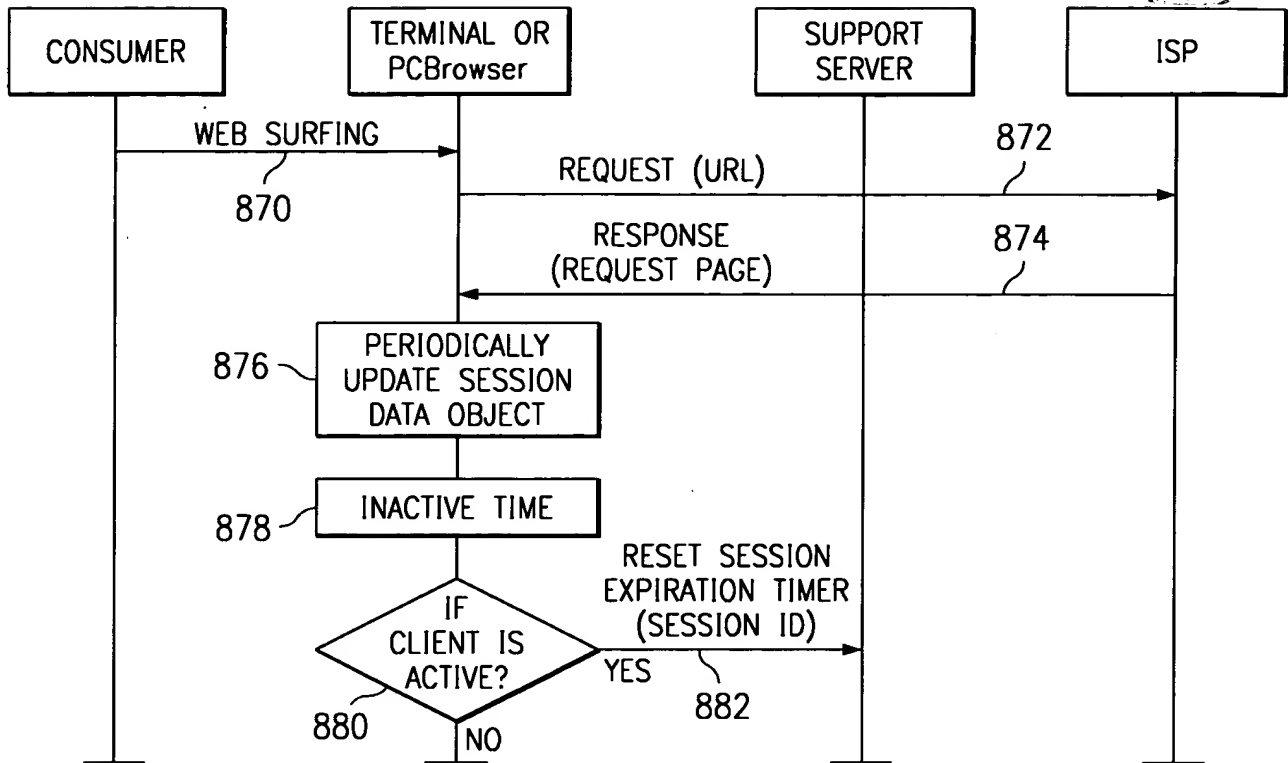 CONSUMER
TERMINAL OR
PCBrowser
SUPPORT
SERVER
ISP
WEB SURFING
870
REQUEST (URL)
872
RESPONSE
(REQUEST PAGE)
874
876
PERIODICALLY
UPDATE SESSION
DATA OBJECT
878
INACTIVE TIME
RESET SESSION
EXPIRATION TIMER
(SESSION ID)
IF
CLIENT IS
ACTIVE?
YES
882
880
NO